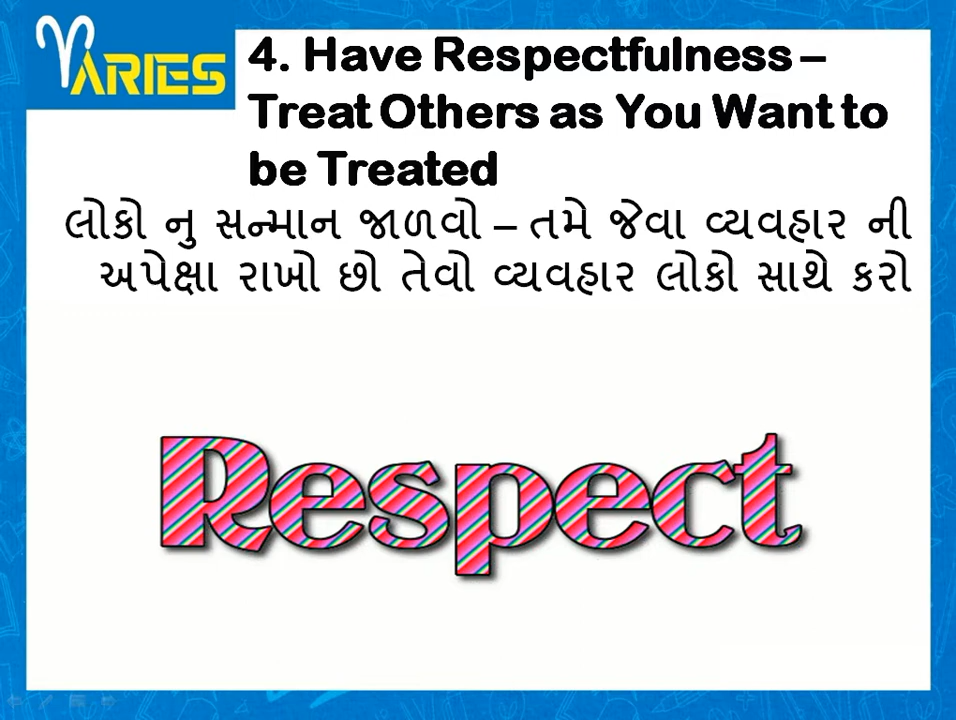 ARIES
4. Have Respectfulness –
Treat Others as You Want to
be Treated
લોકો નુ સન્માન જાળવો – તમે જેવા વ્યવહાર ની
અપેક્ષા રાખો છો તેવો વ્યવહાર લોકો સાથે કરો
Respect